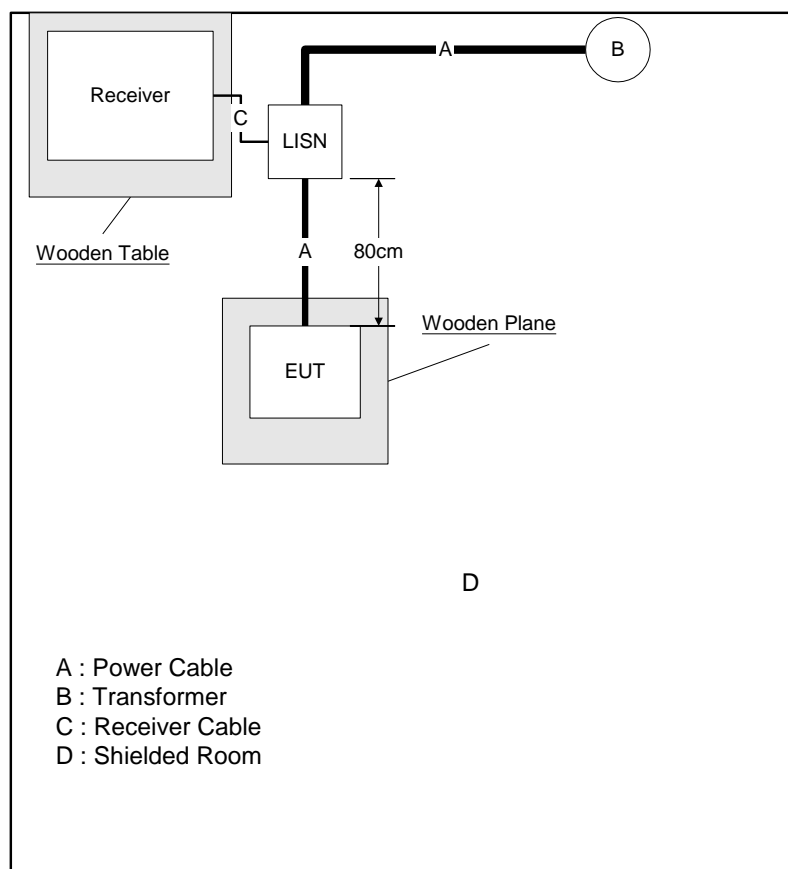 A
B
Receiver
C
LISN
Wooden Table
A
80cm
Wooden Plane
EUT
D
A : Power Cable
B : Transformer
C : Receiver Cable
D : Shielded Room